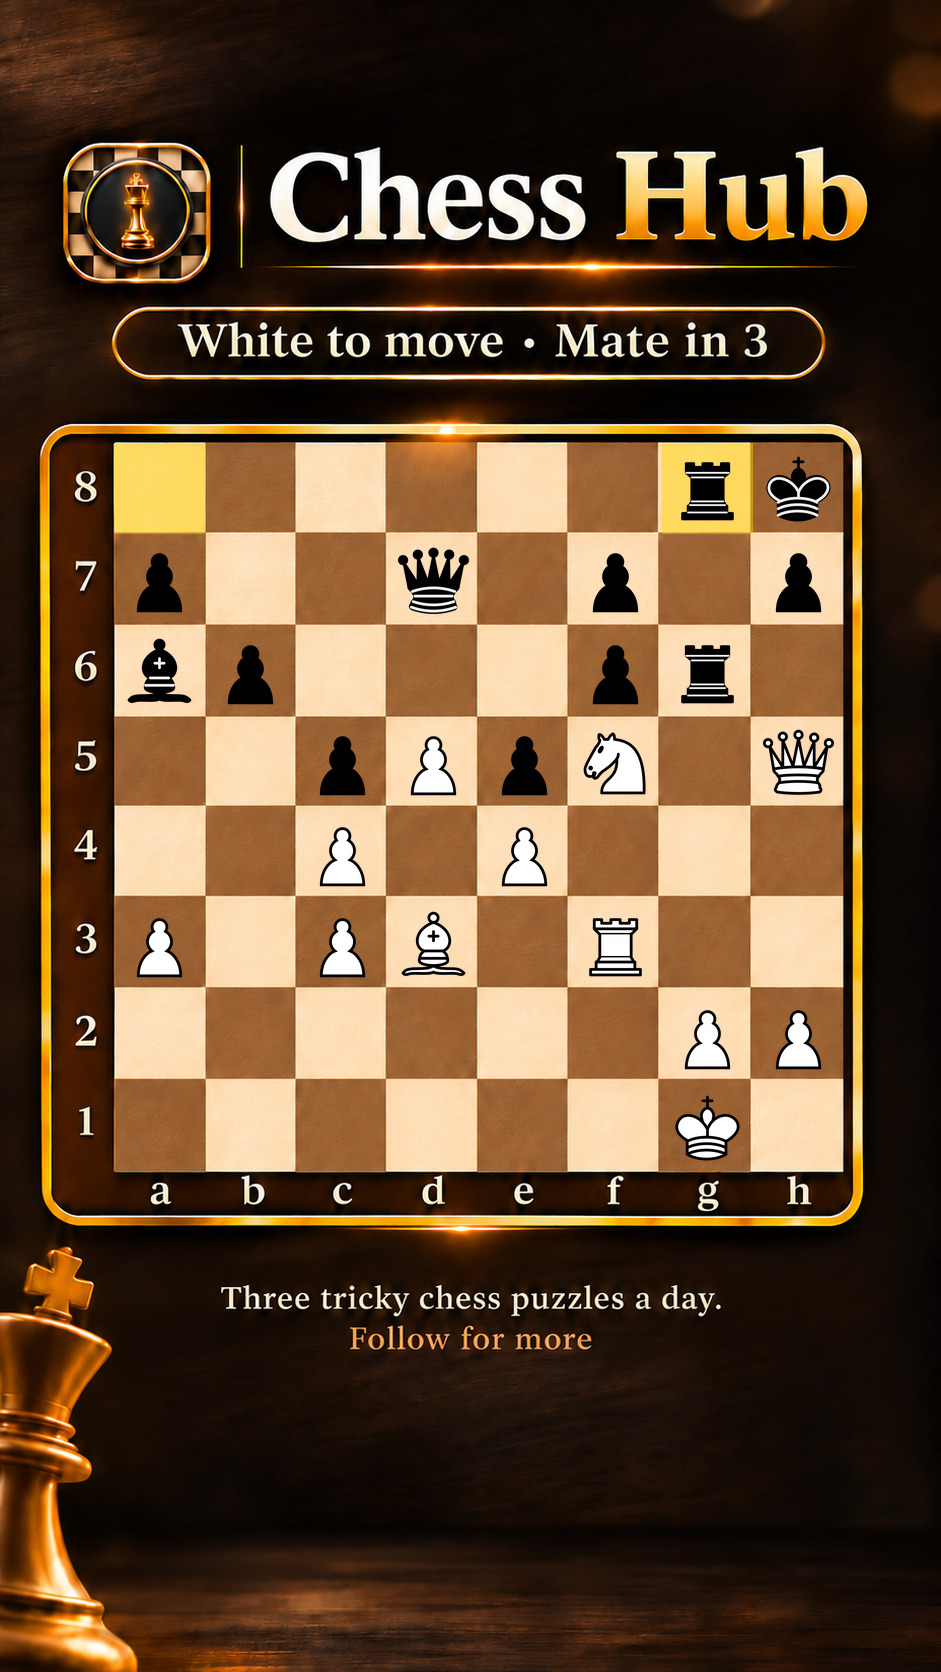 Chess Hub
White to move • Mate in 3
8
7
6
5
4
3
2
1
a b c d e f g h
Three tricky chess puzzles a day.
Follow for more